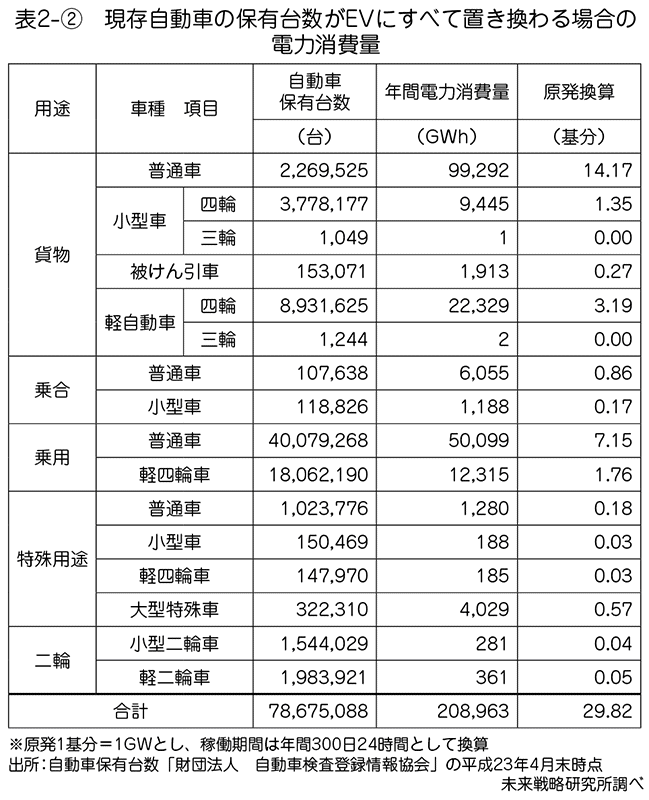 表2-② 現存自動車の保有台数がEVにすべて置き換わる場合の
電力消費量
用途 車種 項目 自動車保有台数 年間電力消費量 原発換算
（台） （GWh） （基分）
貨物 普通車 2,269,525 99,292 14.17
小型車 四輪 3,778,177 9,445 1.35
三輪 1,049 1 0.00
被けん引車 153,071 1,913 0.27
軽自動車 四輪 8,931,625 22,329 3.19
三輪 1,244 2 0.00
乗合 普通車 107,638 6,055 0.86
小型車 118,826 1,188 0.17
乗用 普通車 40,079,268 50,099 7.15
軽四輪車 18,062,190 12,315 1.76
特殊用途 普通車 1,023,776 1,280 0.18
小型車 150,469 188 0.03
軽四輪車 147,970 185 0.03
大型特殊車 322,310 4,029 0.57
二輪 小型二輪車 1,544,029 281 0.04
軽二輪車 1,983,921 361 0.05
合計 78,675,088 208,963 29.82
※原発1基分＝1GWとし、稼働期間は年間300日24時間として換算
出所：自動車保有台数「財団法人 自動車検査登録情報協会」の平成23年4月末時点
未来戦略研究所調べ